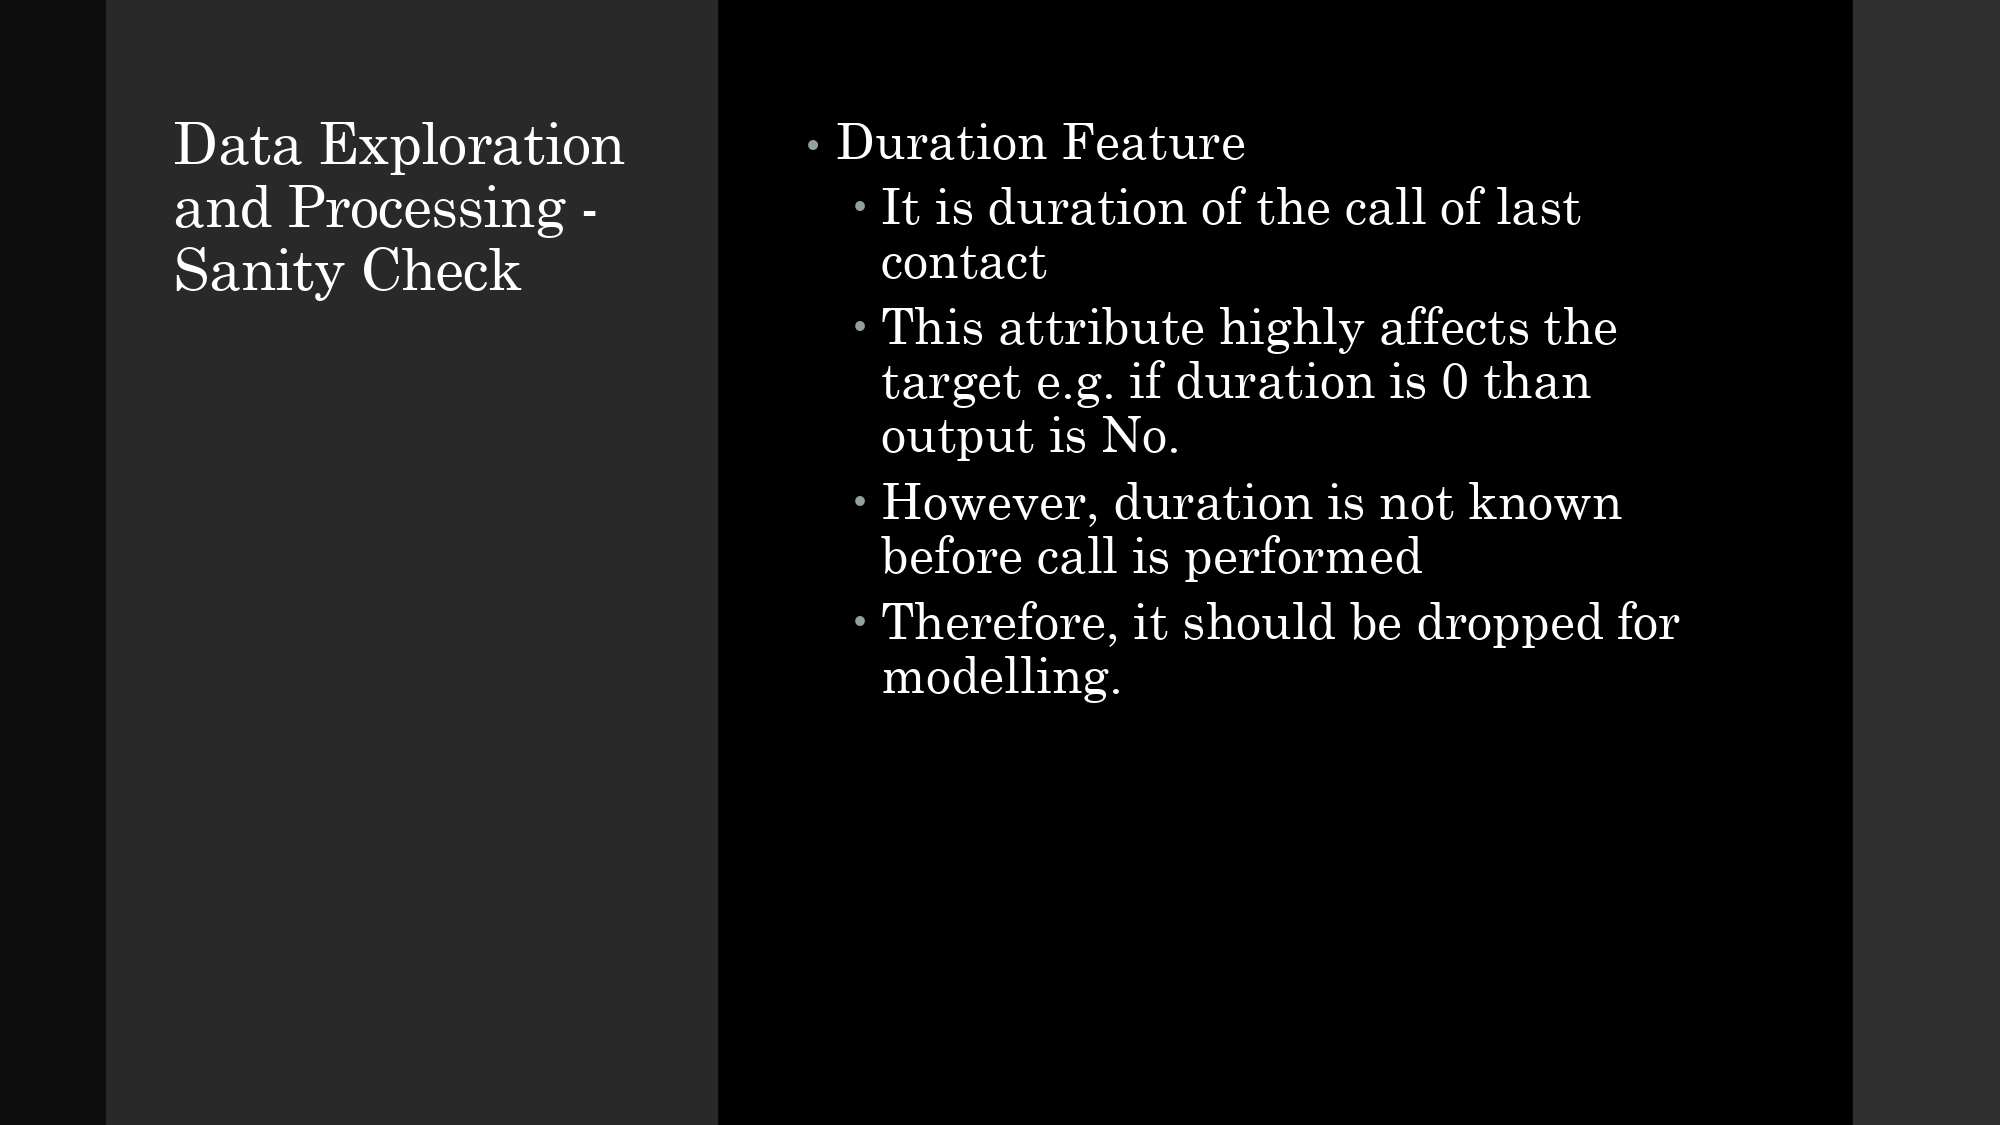 Data Exploration
and Processing -
Sanity Check
• Duration Feature
• It is duration of the call of last
contact
• This attribute highly affects the
target e.g. if duration is 0 than
output is No.
• However, duration is not known
before call is performed
• Therefore, it should be dropped for
modelling.